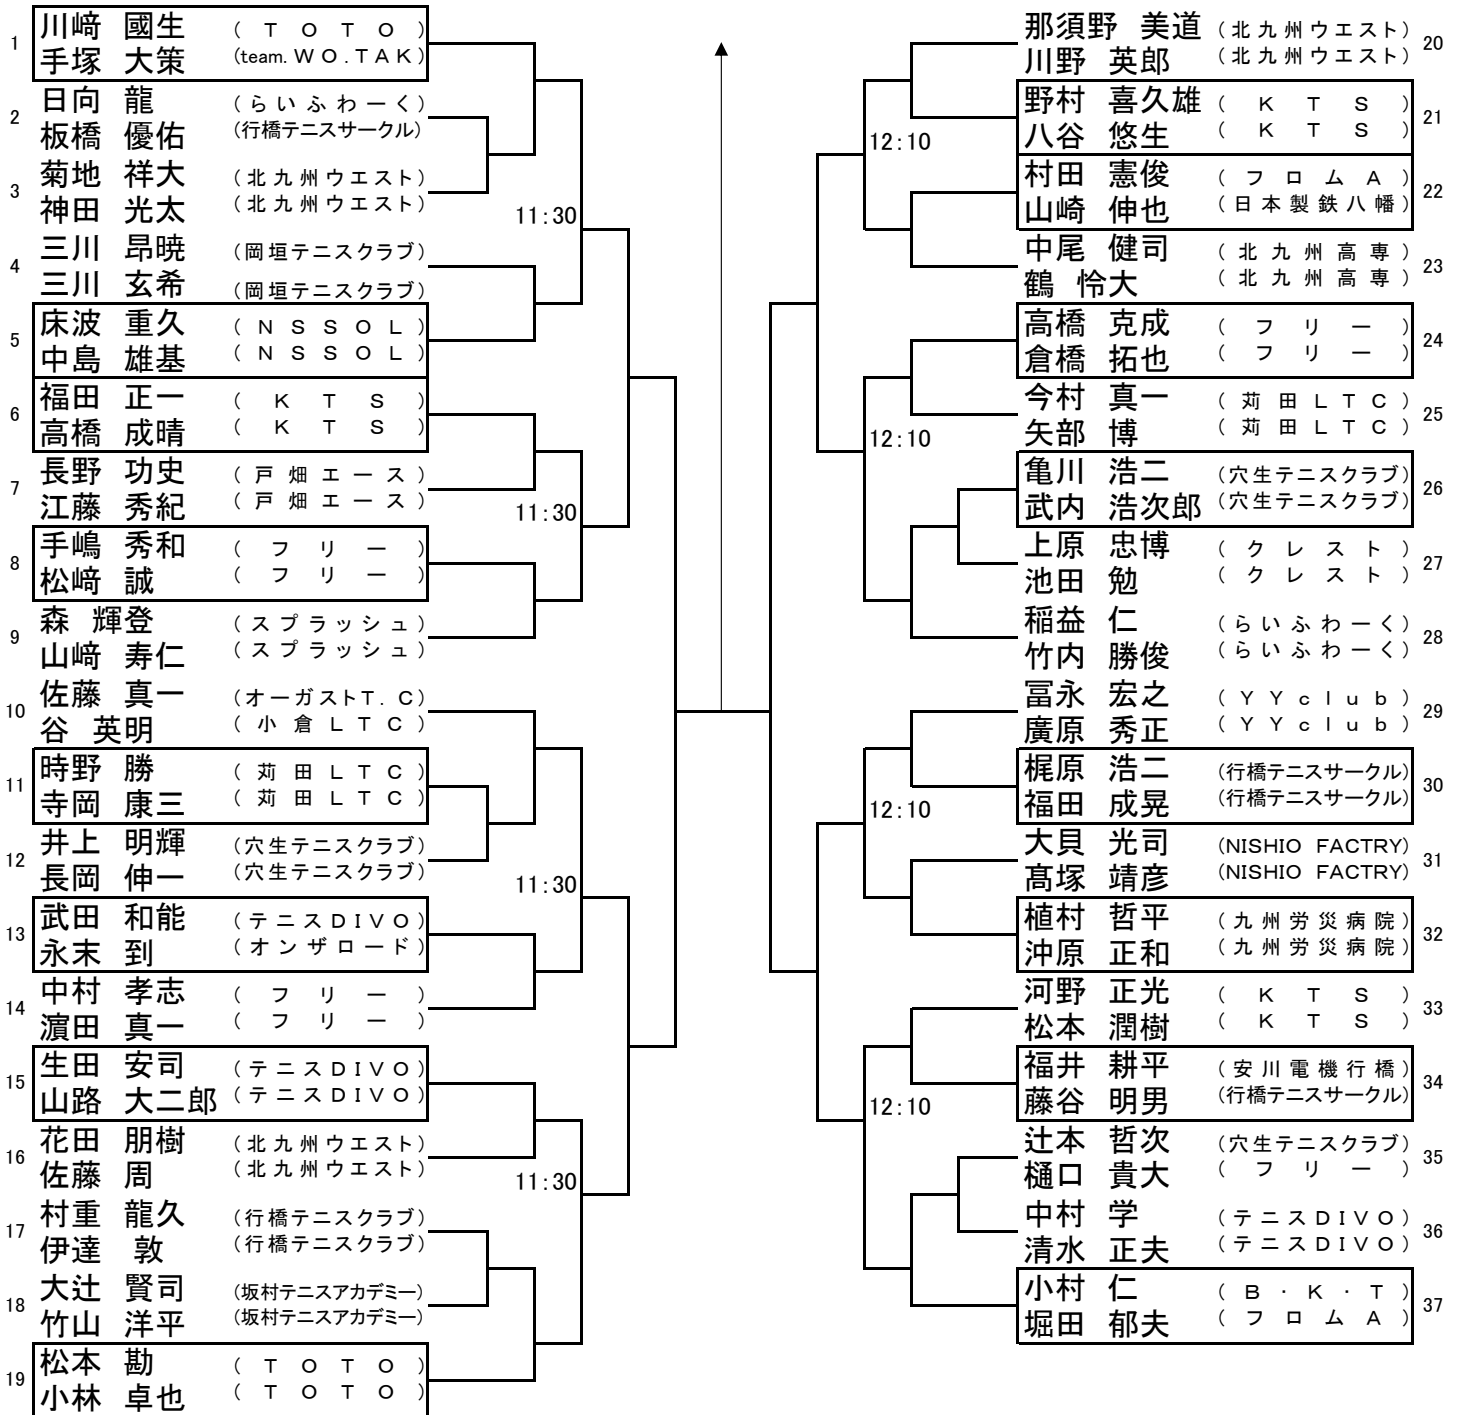 1 川﨑 國生 (TOTO)
手塚 大策 (team.WO.TAK)
2 日向 龍 (らいふわーく)
板橋 優佑 (行橋テニスサークル)
3 菊地 祥大 (北九州ウエスト)
神田 光太 (北九州ウエスト)
11:30
4 三川 昂暁 (岡垣テニスクラブ)
三川 玄希 (岡垣テニスクラブ)
5 床波 重久 (NSSOL)
中島 雄基 (NSSOL)
6 福田 正一 (KTS)
高橋 成晴 (KTS)
7 長野 功史 (戸畑エース)
江藤 秀紀 (戸畑エース)
11:30
8 手嶋 秀和 (フリー)
松﨑 誠 (フリー)
9 森 輝登 (スプラッシュ)
山﨑 寿仁 (スプラッシュ)
10 佐藤 真一 (オーガストT.C)
谷 英明 (小倉LTC)
11 時野 勝 (苅田LTC)
寺岡 康三 (苅田LTC)
12 井上 明輝 (穴生テニスクラブ)
長岡 伸一 (穴生テニスクラブ)
11:30
13 武田 和能 (テニスDIVO)
永末 到 (オンザロード)
14 中村 孝志 (フリー)
濵田 真一 (フリー)
15 生田 安司 (テニスDIVO)
山路 大二郎 (テニスDIVO)
16 花田 朋樹 (北九州ウエスト)
佐藤 周 (北九州ウエスト)
11:30
17 村重 龍久 (行橋テニスクラブ)
伊達 敦 (行橋テニスクラブ)
18 大辻 賢司 (坂村テニスアカデミー)
竹山 洋平 (坂村テニスアカデミー)
19 松本 勘 (TOTO)
小林 卓也 (TOTO)
那須野 美道 (北九州ウエスト) 20
川野 英郎 (北九州ウエスト)
野村 喜久雄 (KTS) 21
八谷 悠生 (KTS)
12:10
村田 憲俊 (フロムA) 22
山崎 伸也 (日本製鉄八幡)
中尾 健司 (北九州高専) 23
鶴 怜大 (北九州高専)
高橋 克成 (フリー) 24
倉橋 拓也 (フリー)
今村 真一 (苅田LTC) 25
矢部 博 (苅田LTC)
12:10
亀川 浩二 (穴生テニスクラブ) 26
武内 浩次郎 (穴生テニスクラブ)
上原 忠博 (クレスト) 27
池田 勉 (クレスト)
稲益 仁 (らいふわーく) 28
竹内 勝俊 (らいふわーく)
冨永 宏之 (YYclub) 29
廣原 秀正 (YYclub)
梶原 浩二 (行橋テニスサークル) 30
福田 成晃 (行橋テニスサークル)
12:10
大貝 光司 (NISHIO FACTRY) 31
髙塚 靖彦 (NISHIO FACTRY)
植村 哲平 (九州労災病院) 32
沖原 正和 (九州労災病院)
河野 正光 (KTS) 33
松本 潤樹 (KTS)
福井 耕平 (安川電機行橋) 34
藤谷 明男 (行橋テニスサークル)
12:10
辻本 哲次 (穴生テニスクラブ) 35
樋口 貴大 (フリー)
中村 学 (テニスDIVO) 36
清水 正夫 (テニスDIVO)
小村 仁 (B・K・T) 37
堀田 郁夫 (フロムA)